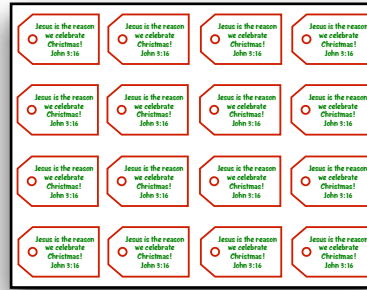 Jesus is the reason
we celebrate
Christmas!
John 3:16
Jesus is the reason
we celebrate
Christmas!
John 3:16
Jesus is the reason
we celebrate
Christmas!
John 3:16
Jesus is the reason
we celebrate
Christmas!
John 3:16
Jesus is the reason
we celebrate
Christmas!
John 3:16
Jesus is the reason
we celebrate
Christmas!
John 3:16
Jesus is the reason
we celebrate
Christmas!
John 3:16
Jesus is the reason
we celebrate
Christmas!
John 3:16
Jesus is the reason
we celebrate
Christmas!
John 3:16
Jesus is the reason
we celebrate
Christmas!
John 3:16
Jesus is the reason
we celebrate
Christmas!
John 3:16
Jesus is the reason
we celebrate
Christmas!
John 3:16
Jesus is the reason
we celebrate
Christmas!
John 3:16
Jesus is the reason
we celebrate
Christmas!
John 3:16
Jesus is the reason
we celebrate
Christmas!
John 3:16
Jesus is the reason
we celebrate
Christmas!
John 3:16